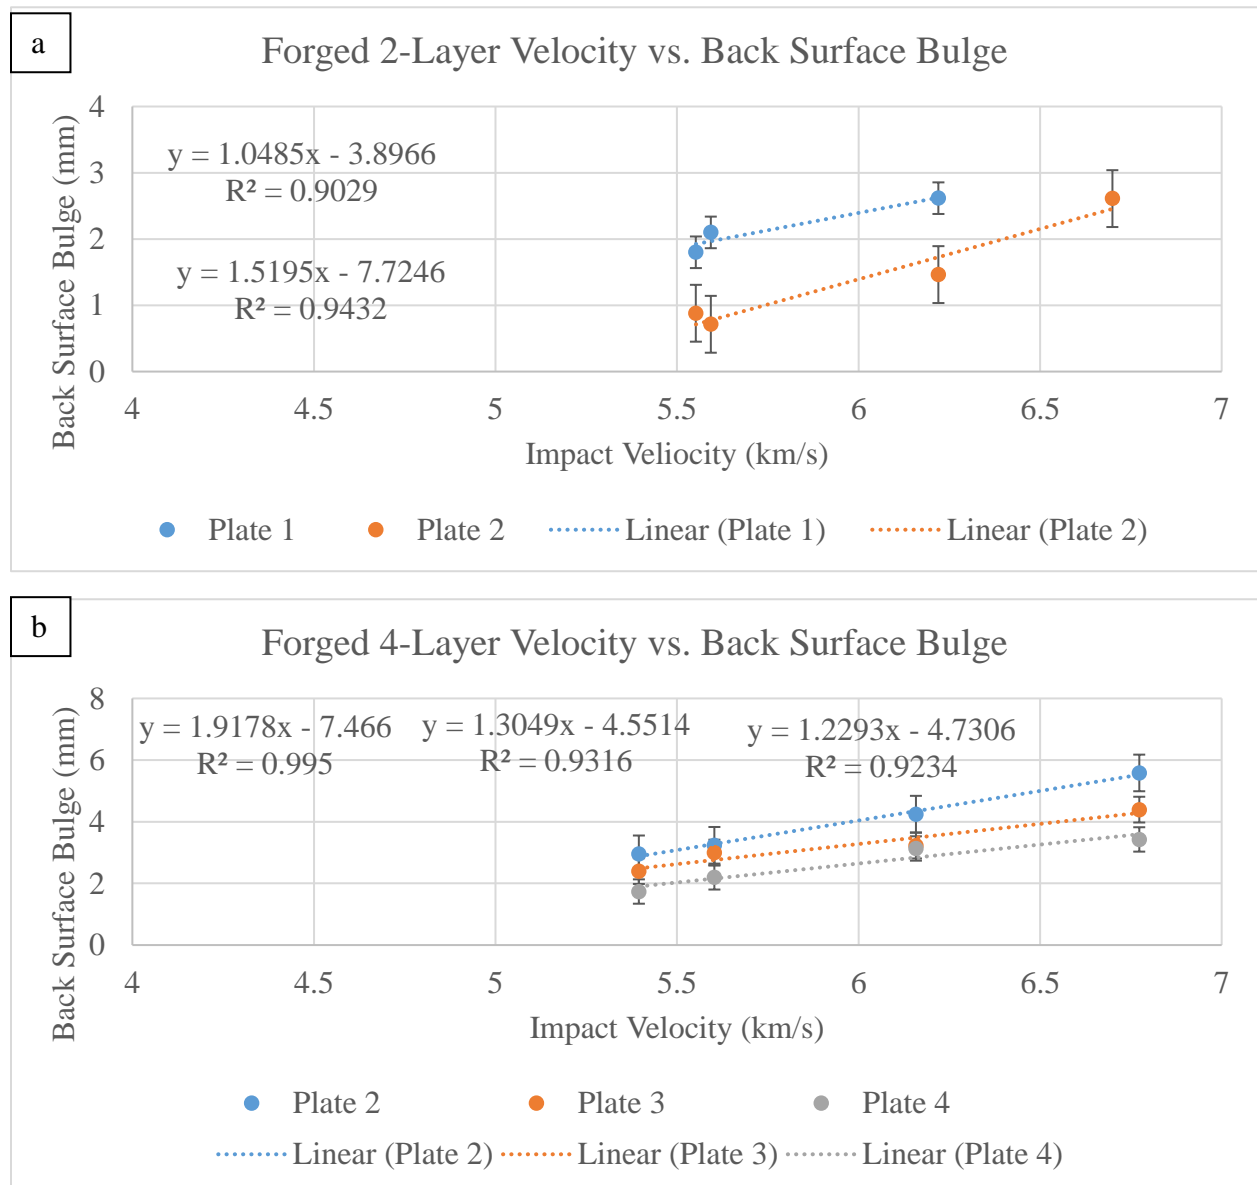 a
Forged 2-Layer Velocity vs. Back Surface Bulge
Back Surface Bulge (mm)
4
3
2
1
0
y = 1.0485x - 3.8966
R² = 0.9029
y = 1.5195x - 7.7246
R² = 0.9432
4 4.5 5 5.5 6 6.5 7
Impact Veliocity (km/s)
Plate 1 Plate 2 Linear (Plate 1) Linear (Plate 2)
b
Forged 4-Layer Velocity vs. Back Surface Bulge
Back Surface Bulge (mm)
8
6
4
2
0
y = 1.9178x - 7.466
R² = 0.995
y = 1.3049x - 4.5514
R² = 0.9316
y = 1.2293x - 4.7306
R² = 0.9234
4 4.5 5 5.5 6 6.5 7
Impact Velocity (km/s)
Plate 2 Plate 3 Plate 4
Linear (Plate 2) Linear (Plate 3) Linear (Plate 4)